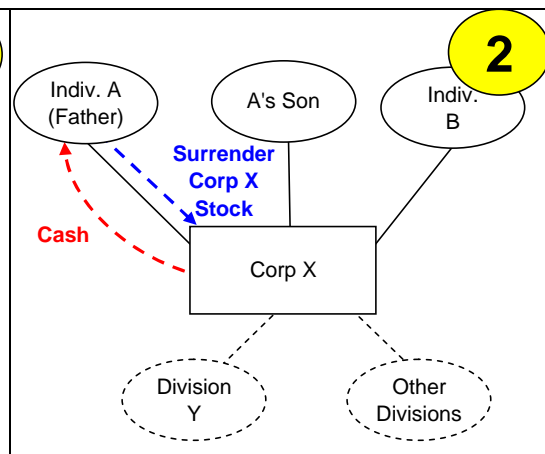 2
Indiv. A
(Father)
A's Son
Indiv.
B
Surrender
Corp X
Stock
Cash
Corp X
Division
Y
Other
Divisions